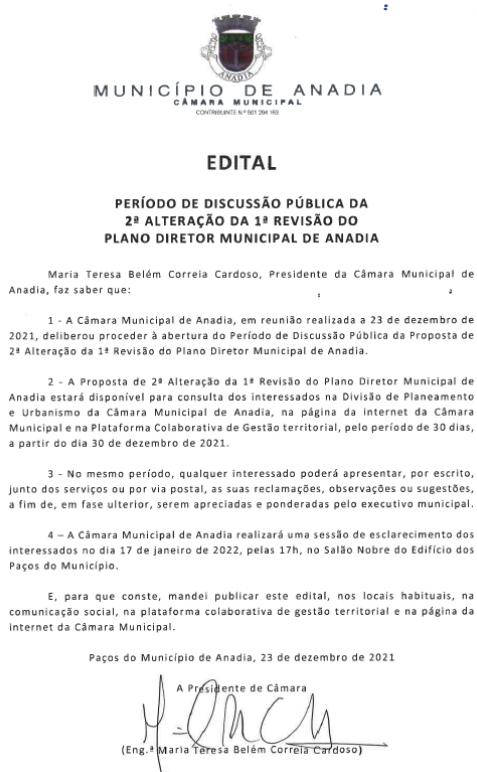 ANADIA
MUNICÍPIO DE ANADIA
CÂMARA MUNICIPAL
CONTRIBUINTE N.º 501 294 163
EDITAL
PERÍODO DE DISCUSSÃO PÚBLICA DA
2ª ALTERAÇÃO DA 1ª REVISÃO DO
PLANO DIRETOR MUNICIPAL DE ANADIA
Maria Teresa Belém Correia Cardoso, Presidente da Câmara Municipal de
Anadia, faz saber que:
1 - A Câmara Municipal de Anadia, em reunião realizada a 23 de dezembro de
2021, deliberou proceder à abertura do Período de Discussão Pública da Proposta de
2ª Alteração da 1ª Revisão do Plano Diretor Municipal de Anadia.
2 - A Proposta de 2ª Alteração da 1ª Revisão do Plano Diretor Municipal de
Anadia estará disponível para consulta dos interessados na Divisão de Planeamento
e Urbanismo da Câmara Municipal de Anadia, na página da internet da Câmara
Municipal e na Plataforma Colaborativa de Gestão territorial, pelo período de 30 dias,
a partir do dia 30 de dezembro de 2021.
3 - No mesmo período, qualquer interessado poderá apresentar, por escrito,
junto dos serviços ou por via postal, as suas reclamações, observações ou sugestões,
a fim de, em fase ulterior, serem apreciadas e ponderadas pelo executivo municipal.
4 – A Câmara Municipal de Anadia realizará uma sessão de esclarecimento dos
interessados no dia 17 de janeiro de 2022, pelas 17h, no Salão Nobre do Edifício dos
Paços do Município.
E, para que conste, mandei publicar este edital, nos locais habituais, na
comunicação social, na plataforma colaborativa de gestão territorial e na página da
internet da Câmara Municipal.
Paços do Município de Anadia, 23 de dezembro de 2021
A Presidente de Câmara
(Eng.ª Maria Teresa Belém Correia Cardoso)